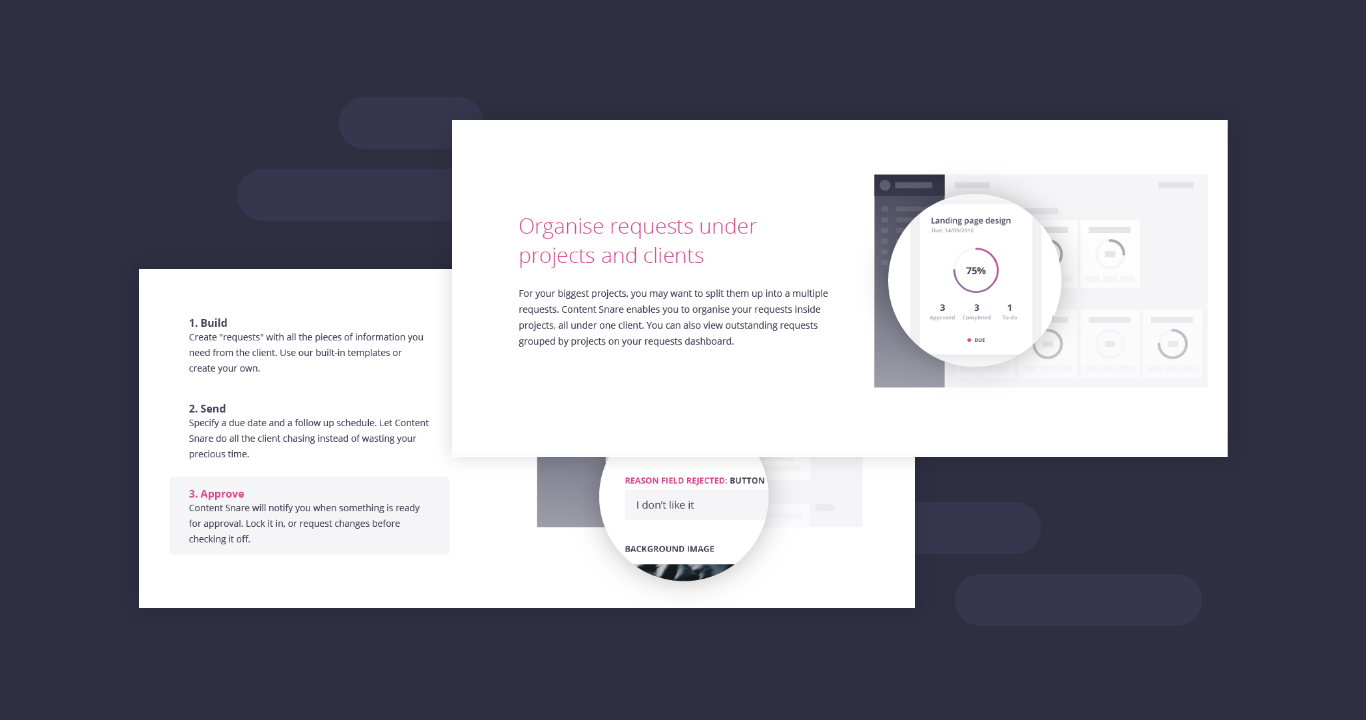 Organise requests under
projects and clients
For your biggest projects, you may want to split them up into a multiple
requests. Content Snare enables you to organise your requests inside
projects, all under one client. You can also view outstanding requests
grouped by projects on your requests dashboard.
Landing page design
Due: 14/09/2016
75%
3 3 1
Approved Completed To-do
DUE
1. Build
Create "requests" with all the pieces of information you
need from the client. Use our built-in templates or
create your own.
2. Send
Specify a due date and a follow up schedule. Let Content
Snare do all the client chasing instead of wasting your
precious time.
3. Approve
Content Snare will notify you when something is ready
for approval. Lock it in, or request changes before
checking it off.
REASON FIELD REJECTED: BUTTON
I don't like it
BACKGROUND IMAGE